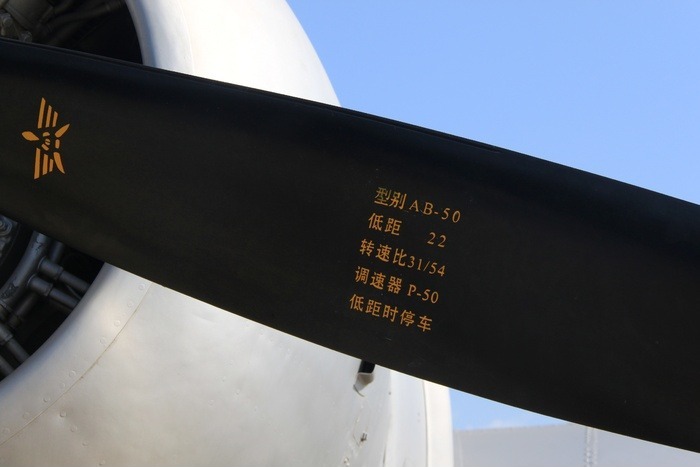 型别 AB-50
低距 22
转速比31/54
调速器 P-50
低距时停车